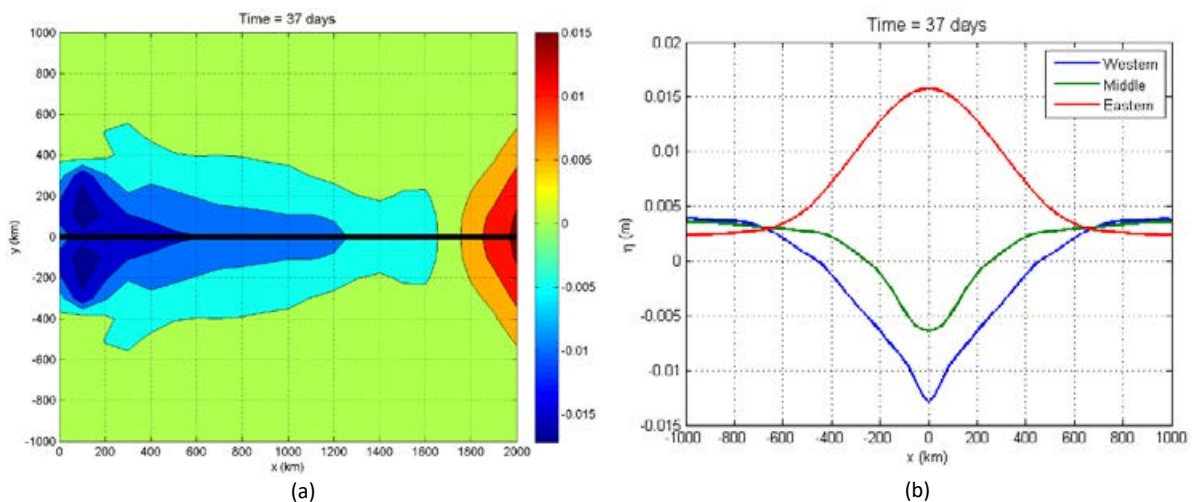 Time = 37 days
1000
800
600
400
200
0
-200
-400
-600
-800
-1000
y (km)
0 200 400 600 800 1000 1200 1400 1600 1800 2000
x (km)
0.015
0.01
0.005
0
-0.005
-0.01
-0.015
(a)
Time = 37 days
0.02
0.015
0.01
0.005
0
-0.005
-0.01
-0.015
η (m)
-1000 -800 -600 -400 -200 0 200 400 600 800 1000
x (km)
Western
Middle
Eastern
(b)